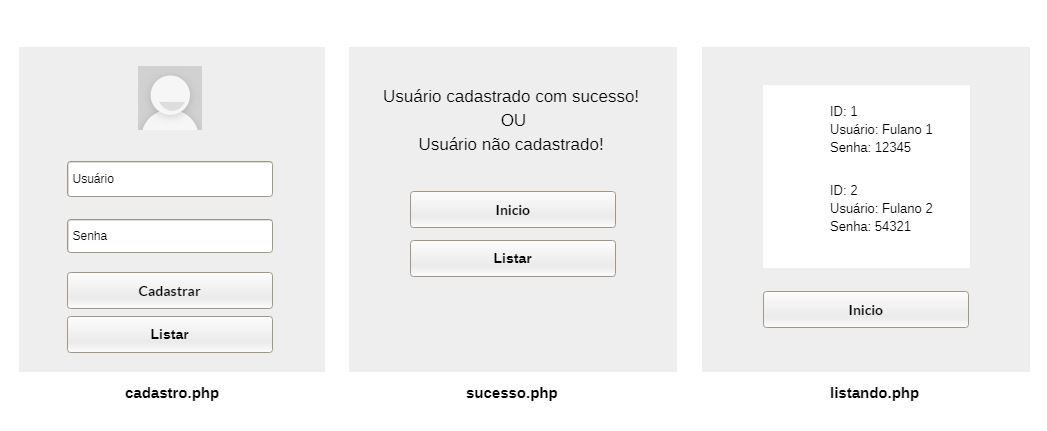 Usuário
Senha
Cadastrar
Listar
cadastro.php
Usuário cadastrado com sucesso!
OU
Usuário não cadastrado!
Inicio
Listar
sucesso.php
ID: 1
Usuário: Fulano 1
Senha: 12345
ID: 2
Usuário: Fulano 2
Senha: 54321
Inicio
listando.php